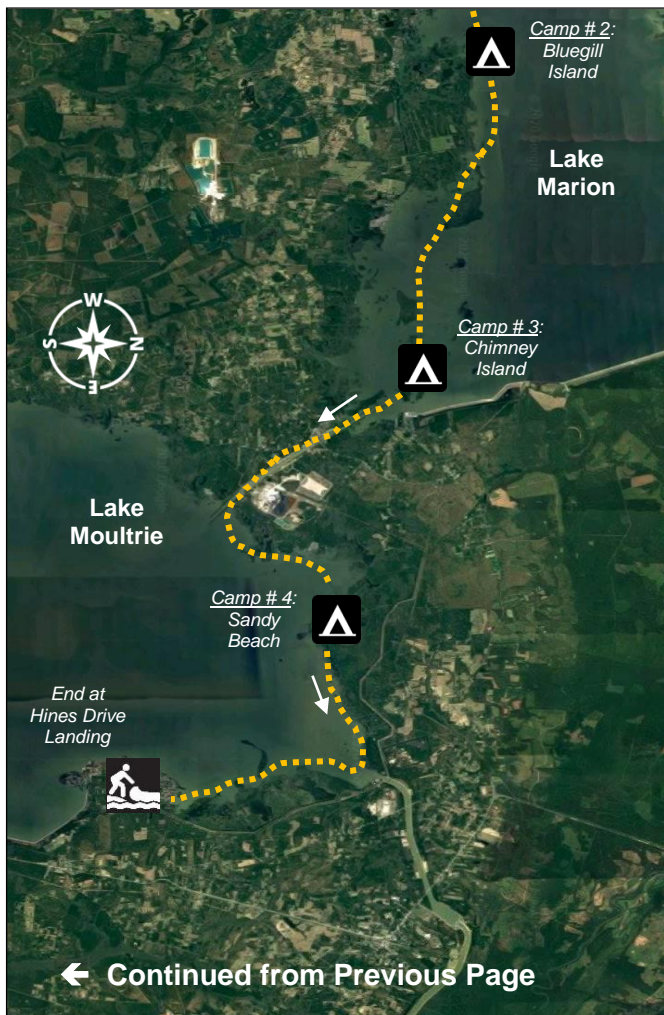 Camp # 2:
Bluegill
Island
Lake
Marion
W
S
N
E
Camp # 3:
Chimney
Island
Lake
Moultrie
Camp # 4:
Sandy
Beach
End at
Hines Drive
Landing
← Continued from Previous Page